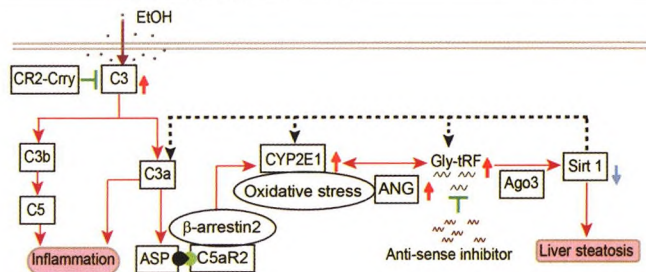 EtOH
CR2-Crry
C3
C3b
C3a
CYP2E1
Gly-tRF
Sirt 1
Oxidative stress
ANG
Ago3
C5
β-arrestin2
Inflammation
ASP
C5aR2
Anti-sense inhibitor
Liver steatosis